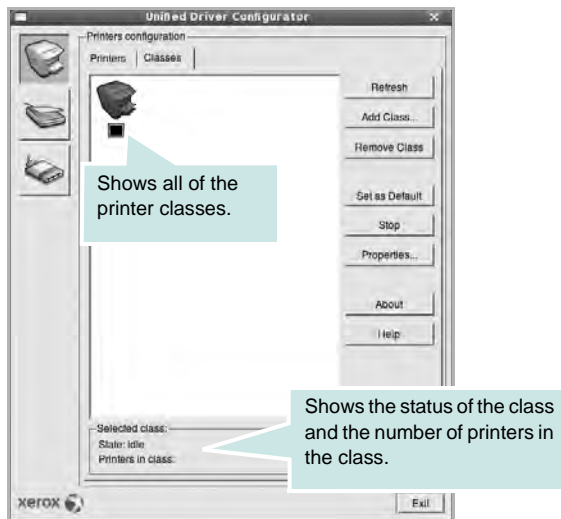 Unified Driver Configurator
Printers configuration
Printers
Classes
Refresh
Add Class...
Remove Class
Set as Default
Stop
Properties...
About
Help
Shows all of the
printer classes.
Shows the status of the class
and the number of printers in
the class.
Selected class:
State: Idle
Printers in class:
xerox
Exit